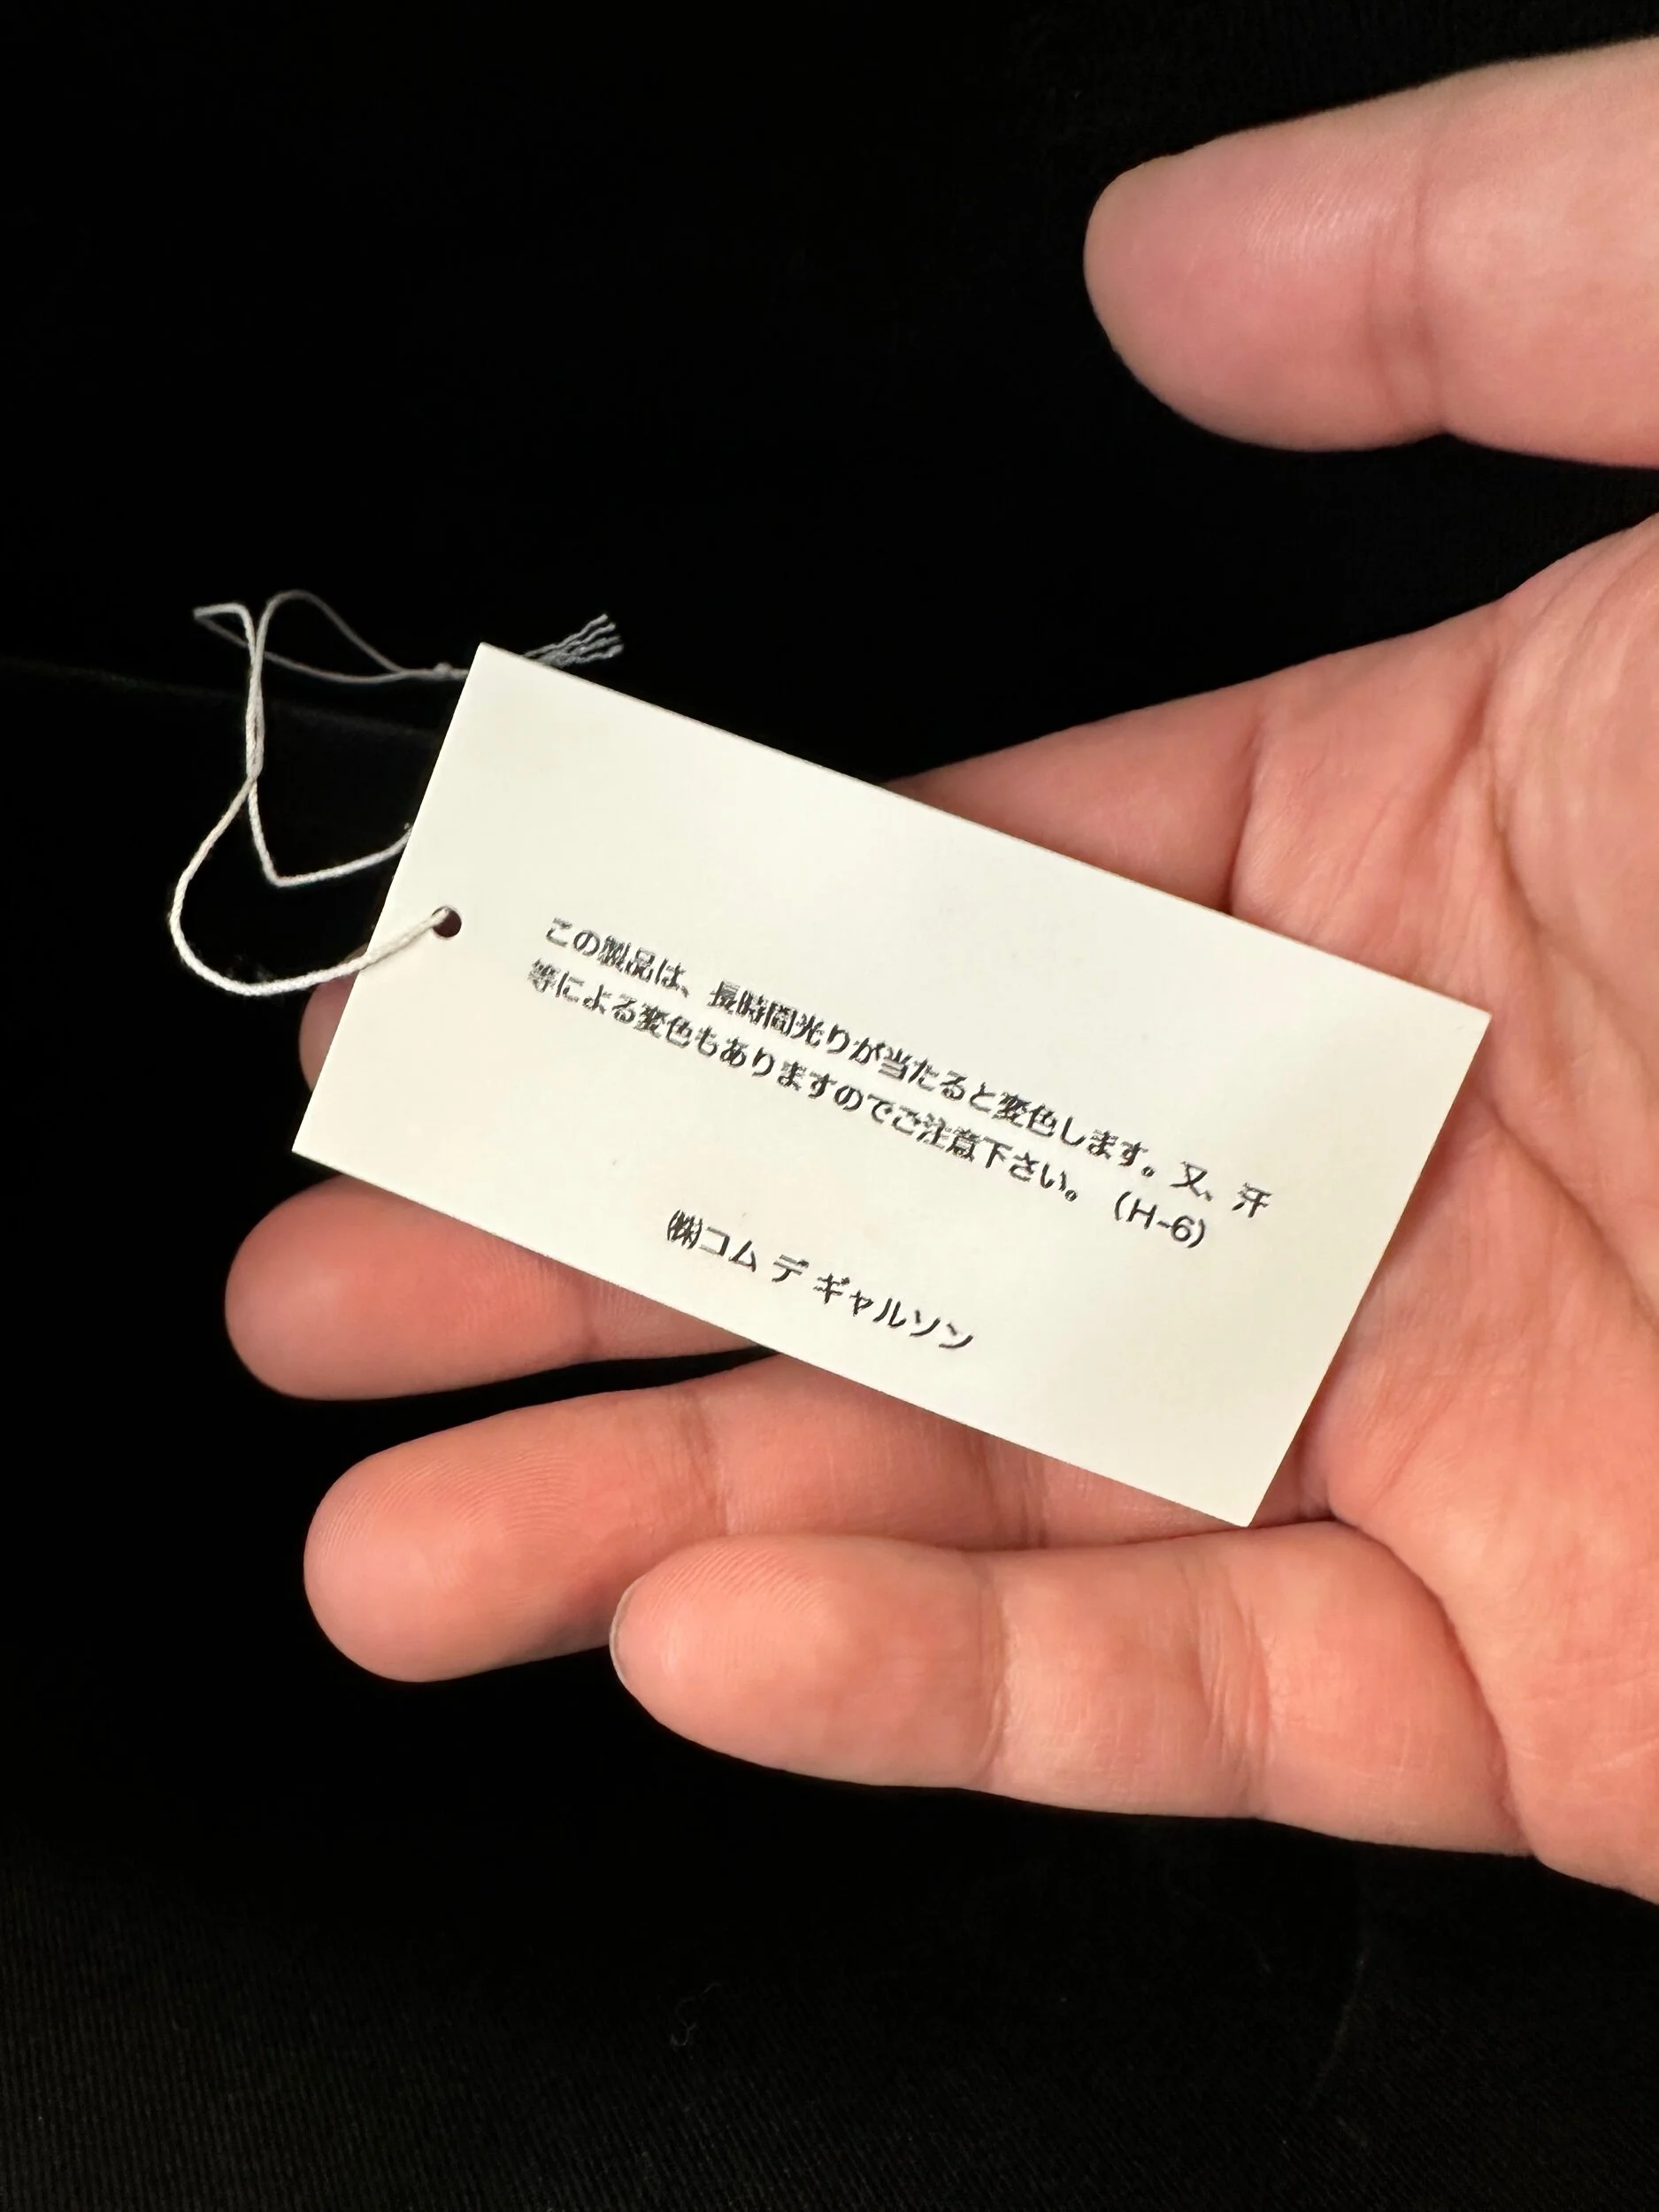 この製品は、長時間光りが当たると変色します。又、汗
等による変色もありますのでご注意下さい。（H-6）
㈱コム デ ギャルソン